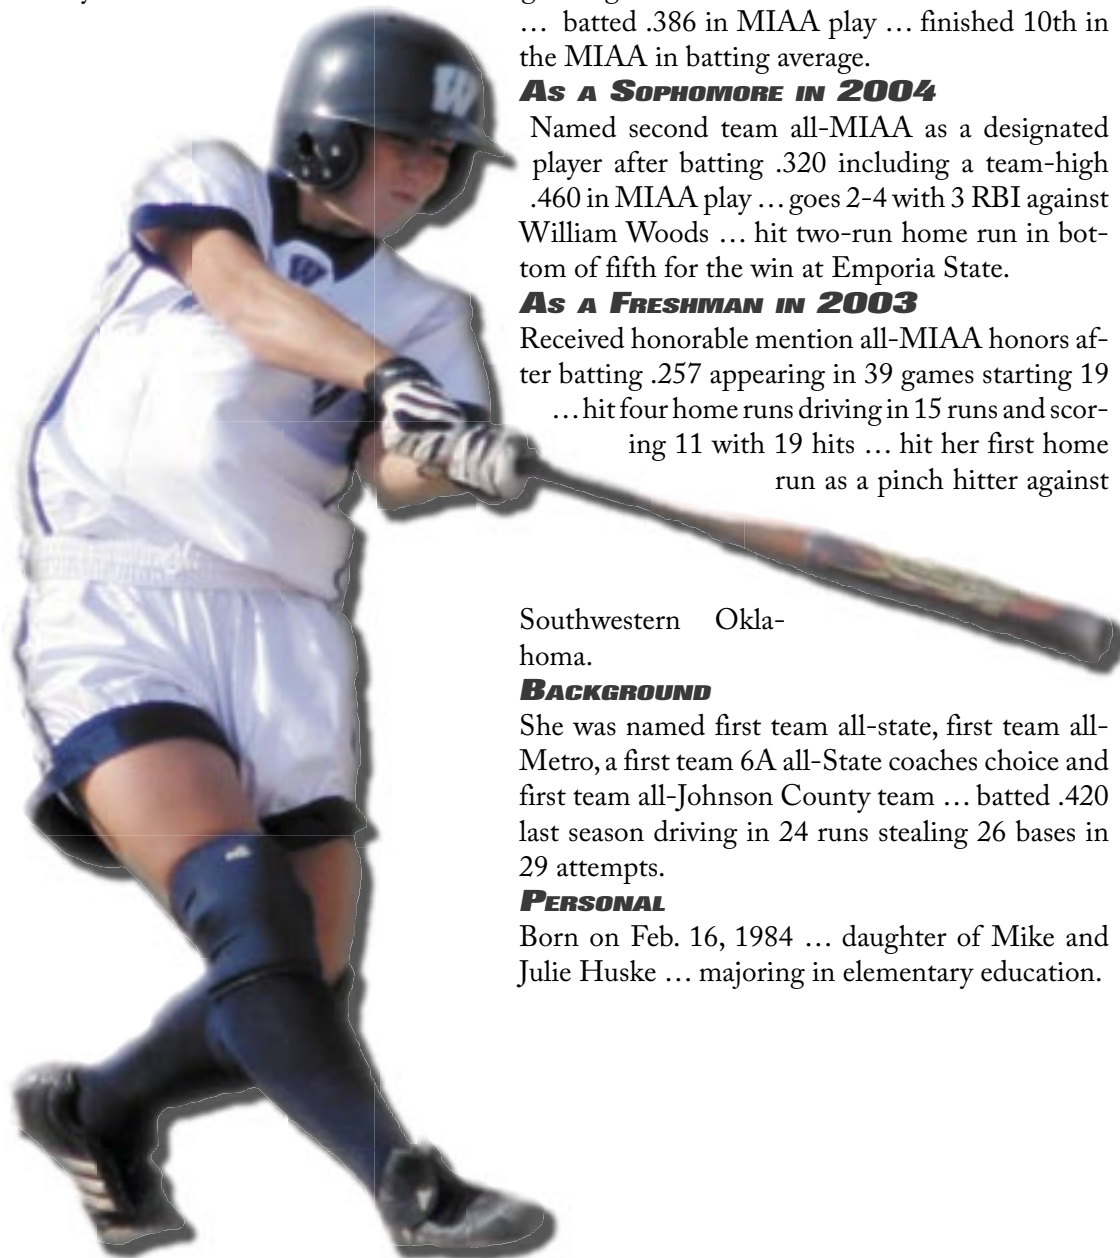 … batted .386 in MIAA play … finished 10th in
the MIAA in batting average.
AS A SOPHOMORE IN 2004
Named second team all-MIAA as a designated
player after batting .320 including a team-high
.460 in MIAA play … goes 2-4 with 3 RBI against
William Woods … hit two-run home run in bot-
tom of fifth for the win at Emporia State.
AS A FRESHMAN IN 2003
Received honorable mention all-MIAA honors af-
ter batting .257 appearing in 39 games starting 19
… hit four home runs driving in 15 runs and scor-
ing 11 with 19 hits … hit her first home
run as a pinch hitter against
Southwestern Okla-
homa.
BACKGROUND
She was named first team all-state, first team all-
Metro, a first team 6A all-State coaches choice and
first team all-Johnson County team … batted .420
last season driving in 24 runs stealing 26 bases in
29 attempts.
PERSONAL
Born on Feb. 16, 1984 … daughter of Mike and
Julie Huske … majoring in elementary education.
W
W